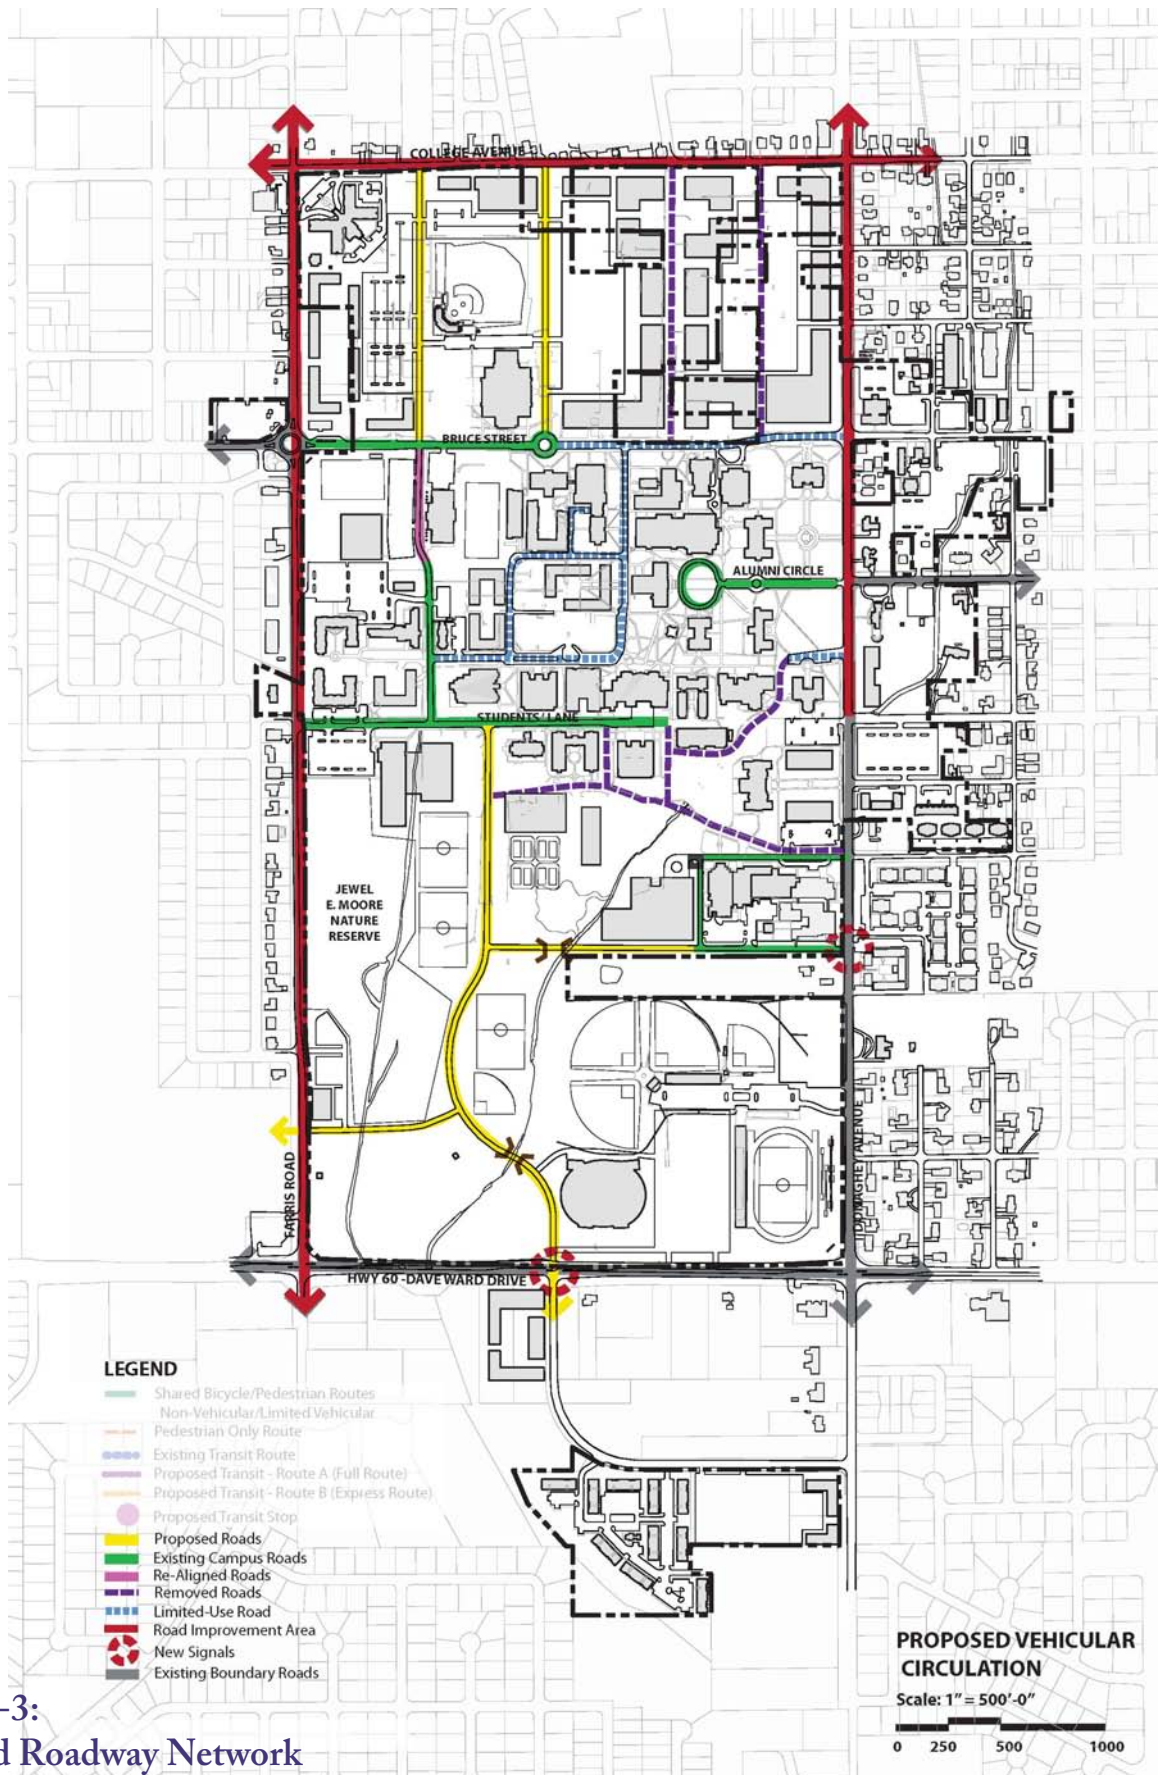 COLLEGE AVENUE
BRUCE STREET
ALUMNI CIRCLE
STUDENTS' LANE
JEWEL
E. MOORE
NATURE
RESERVE
DONAGHEY AVENUE
FARRIS ROAD
HWY 60 -DAVE WARD DRIVE
LEGEND
Shared Bicycle/Pedestrian Routes
Non-Vehicular/Limited Vehicular
Pedestrian Only Route
Existing Transit Route
Proposed Transit - Route A (Full Route)
Proposed Transit - Route B (Express Route)
Proposed Transit Stop
Proposed Roads
Existing Campus Roads
Re-Aligned Roads
Removed Roads
Limited-Use Road
Road Improvement Area
New Signals
Existing Boundary Roads
PROPOSED VEHICULAR
CIRCULATION
Scale: 1" = 500'-0"
0 250 500 1000
-3:
d Roadway Network